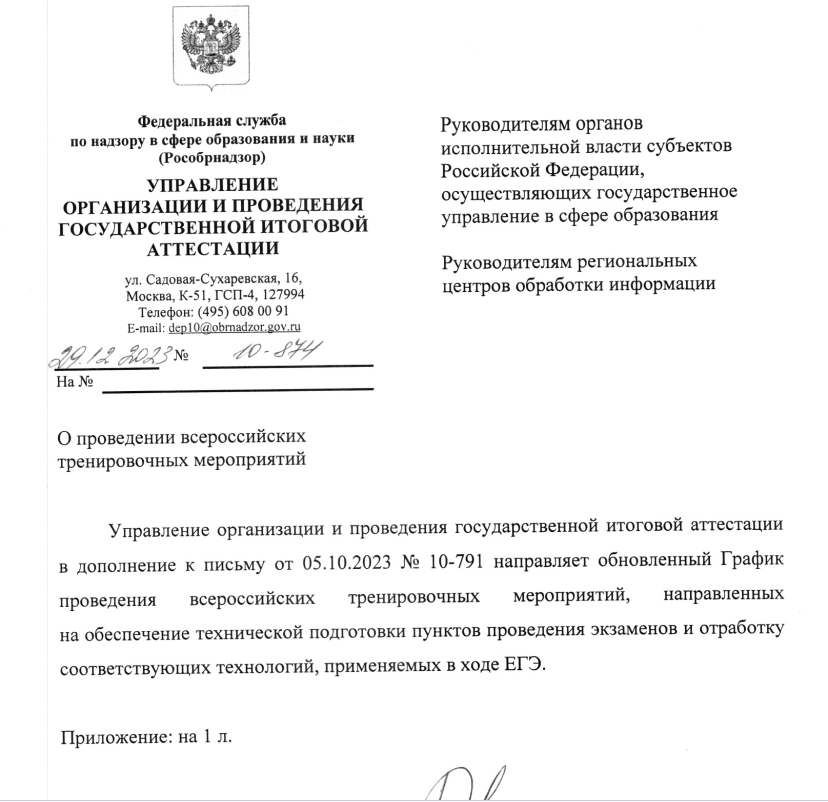 Федеральная служба
по надзору в сфере образования и науки
(Рособрнадзор)
УПРАВЛЕНИЕ
ОРГАНИЗАЦИИ И ПРОВЕДЕНИЯ
ГОСУДАРСТВЕННОЙ ИТОГОВОЙ
АТТЕСТАЦИИ
ул. Садовая-Сухаревская, 16,
Москва, К-51, ГСП-4, 127994
Телефон: (495) 608 00 91
E-mail: dep10@obrnadzor.gov.ru
29.12.2023 № 10-874
На №
Руководителям органов
исполнительной власти субъектов
Российской Федерации,
осуществляющих государственное
управление в сфере образования
Руководителям региональных
центров обработки информации
О проведении всероссийских
тренировочных мероприятий
Управление организации и проведения государственной итоговой аттестации
в дополнение к письму от 05.10.2023 № 10-791 направляет обновленный График
проведения всероссийских тренировочных мероприятий, направленных
на обеспечение технической подготовки пунктов проведения экзаменов и отработку
соответствующих технологий, применяемых в ходе ЕГЭ.
Приложение: на 1 л.